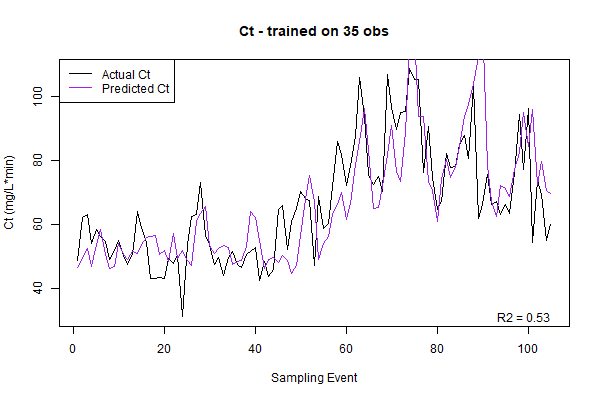 Ct - trained on 35 obs
Actual Ct
Predicted Ct
Ct (mg/L*min)
100
80
60
40
R2 = 0.53
0 20 40 60 80 100
Sampling Event